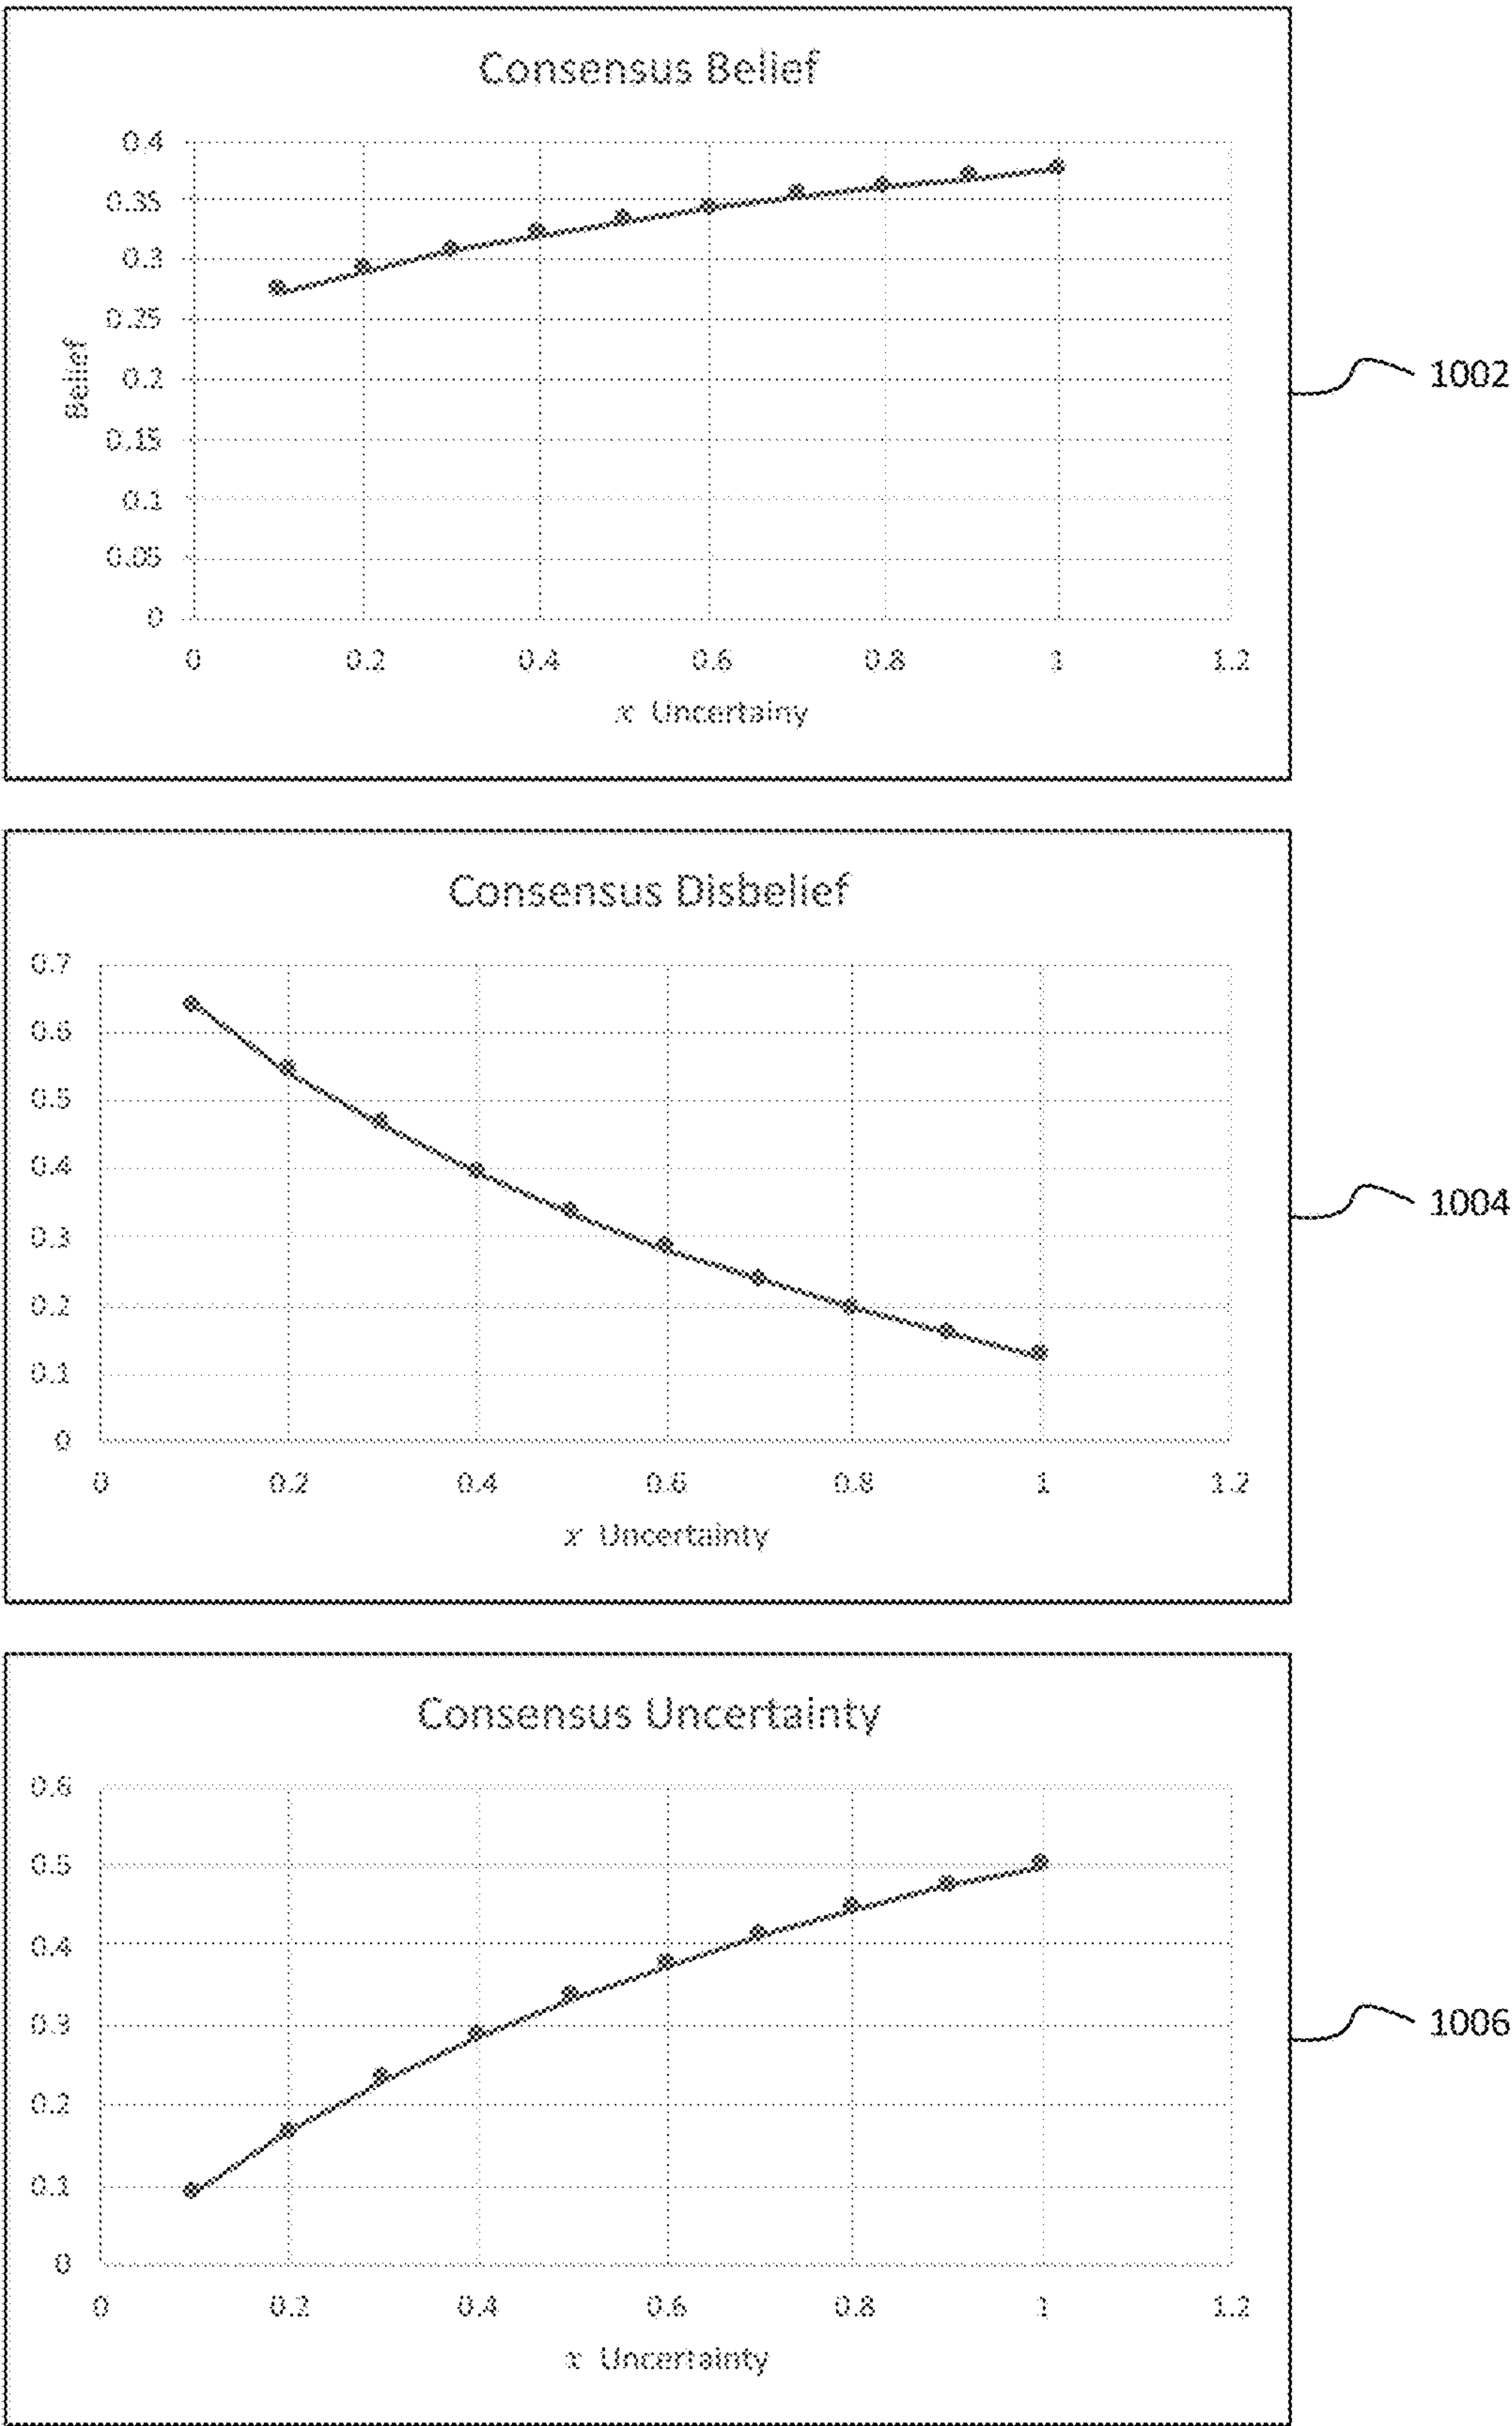 Consensus Belief
0.4
0.35
0.3
0.25
0.2
0.15
0.1
0.05
0
Belief
0 0.2 0.4 0.6 0.8 1 1.2
x Uncertainy
1002
Consensus Disbelief
0.7
0.6
0.5
0.4
0.3
0.2
0.1
0
0 0.2 0.4 0.6 0.8 1 1.2
x Uncertainty
1004
Consensus Uncertainty
0.6
0.5
0.4
0.3
0.2
0.1
0
0 0.2 0.4 0.6 0.8 1 1.2
x Uncertainty
1006